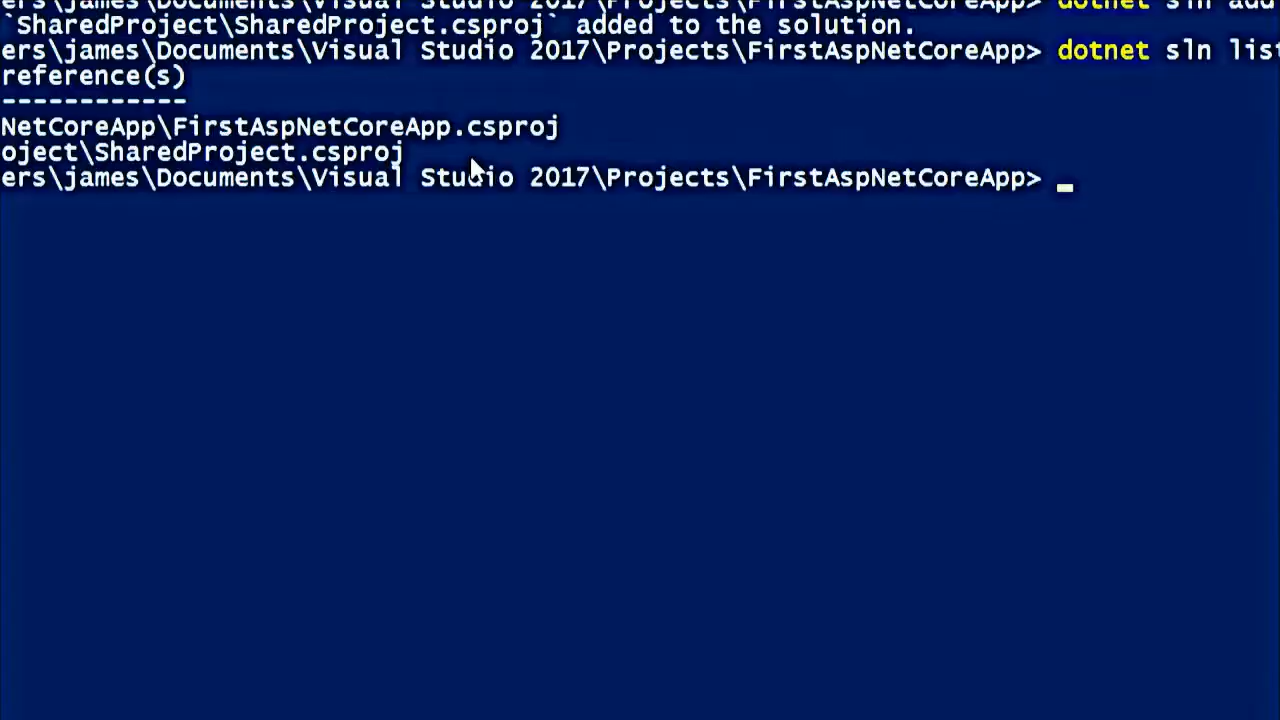 ers\james\Documents\Visual Studio 2017\Projects\FirstAspNetCoreApp> dotnet sln add
`SharedProject\SharedProject.csproj` added to the solution.
ers\james\Documents\Visual Studio 2017\Projects\FirstAspNetCoreApp> dotnet sln lis
reference(s)
------------
NetCoreApp\FirstAspNetCoreApp.csproj
oject\SharedProject.csproj
ers\james\Documents\Visual Studio 2017\Projects\FirstAspNetCoreApp> _